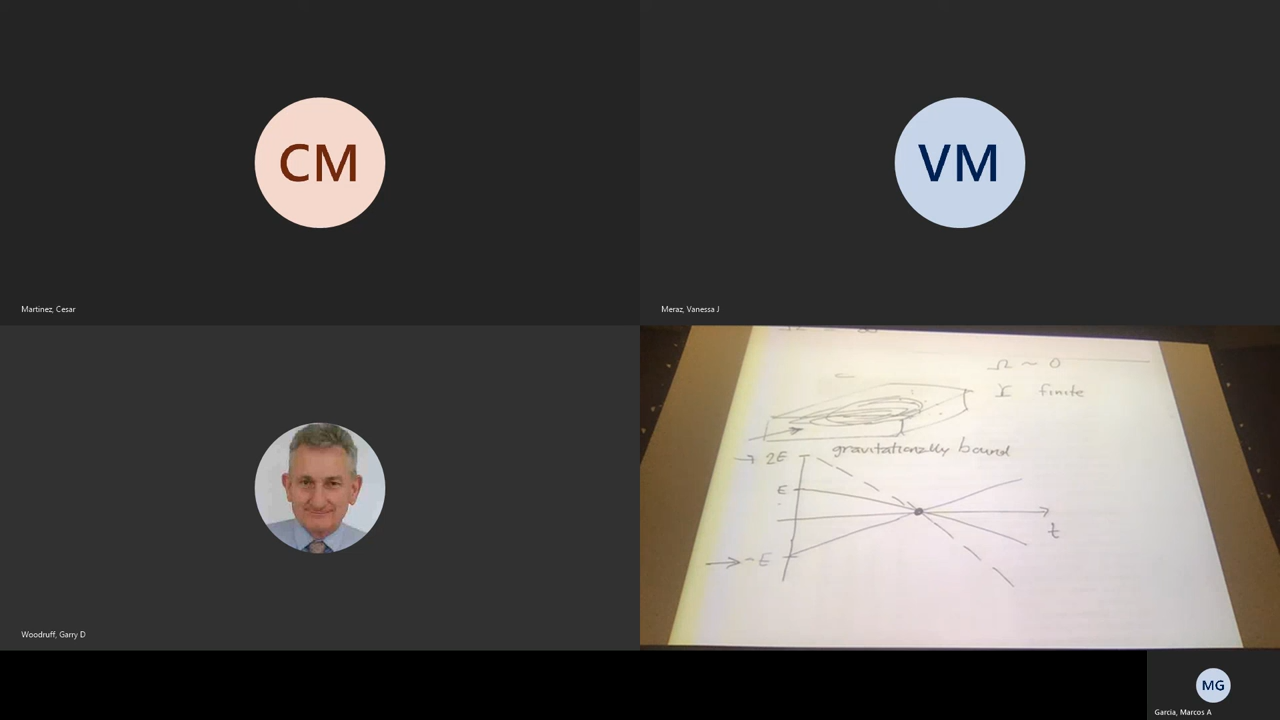 CM
VM
Martinez, Cesar
Meraz, Vanessa J
Ω ~ 0
finite
gravitationally bound
→ 2E
E
t
→ -E
Woodruff, Garry D
MG
Garcia, Marcos A